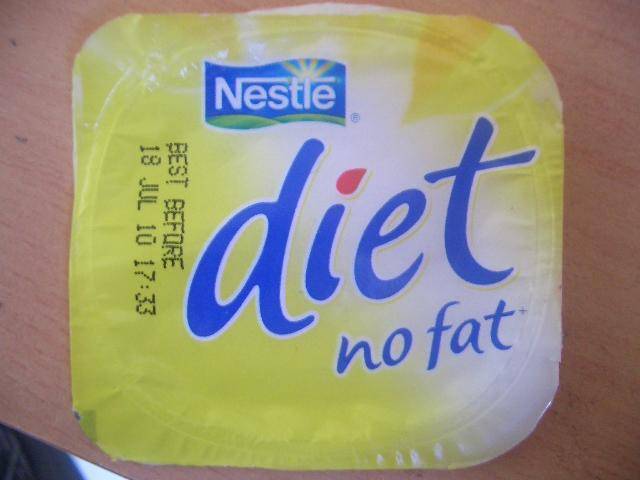 Nestlé
®
diet
no fat+
BEST BEFORE
18 JUL 10 17:33